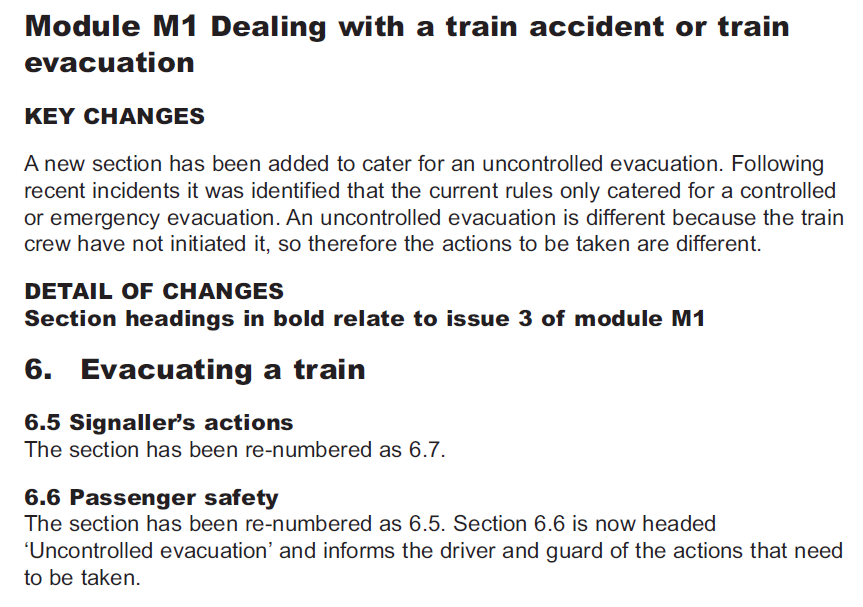 Module M1 Dealing with a train accident or train
evacuation
KEY CHANGES
A new section has been added to cater for an uncontrolled evacuation. Following
recent incidents it was identified that the current rules only catered for a controlled
or emergency evacuation. An uncontrolled evacuation is different because the train
crew have not initiated it, so therefore the actions to be taken are different.
DETAIL OF CHANGES
Section headings in bold relate to issue 3 of module M1
6. Evacuating a train
6.5 Signaller’s actions
The section has been re-numbered as 6.7.
6.6 Passenger safety
The section has been re-numbered as 6.5. Section 6.6 is now headed
‘Uncontrolled evacuation’ and informs the driver and guard of the actions that need
to be taken.